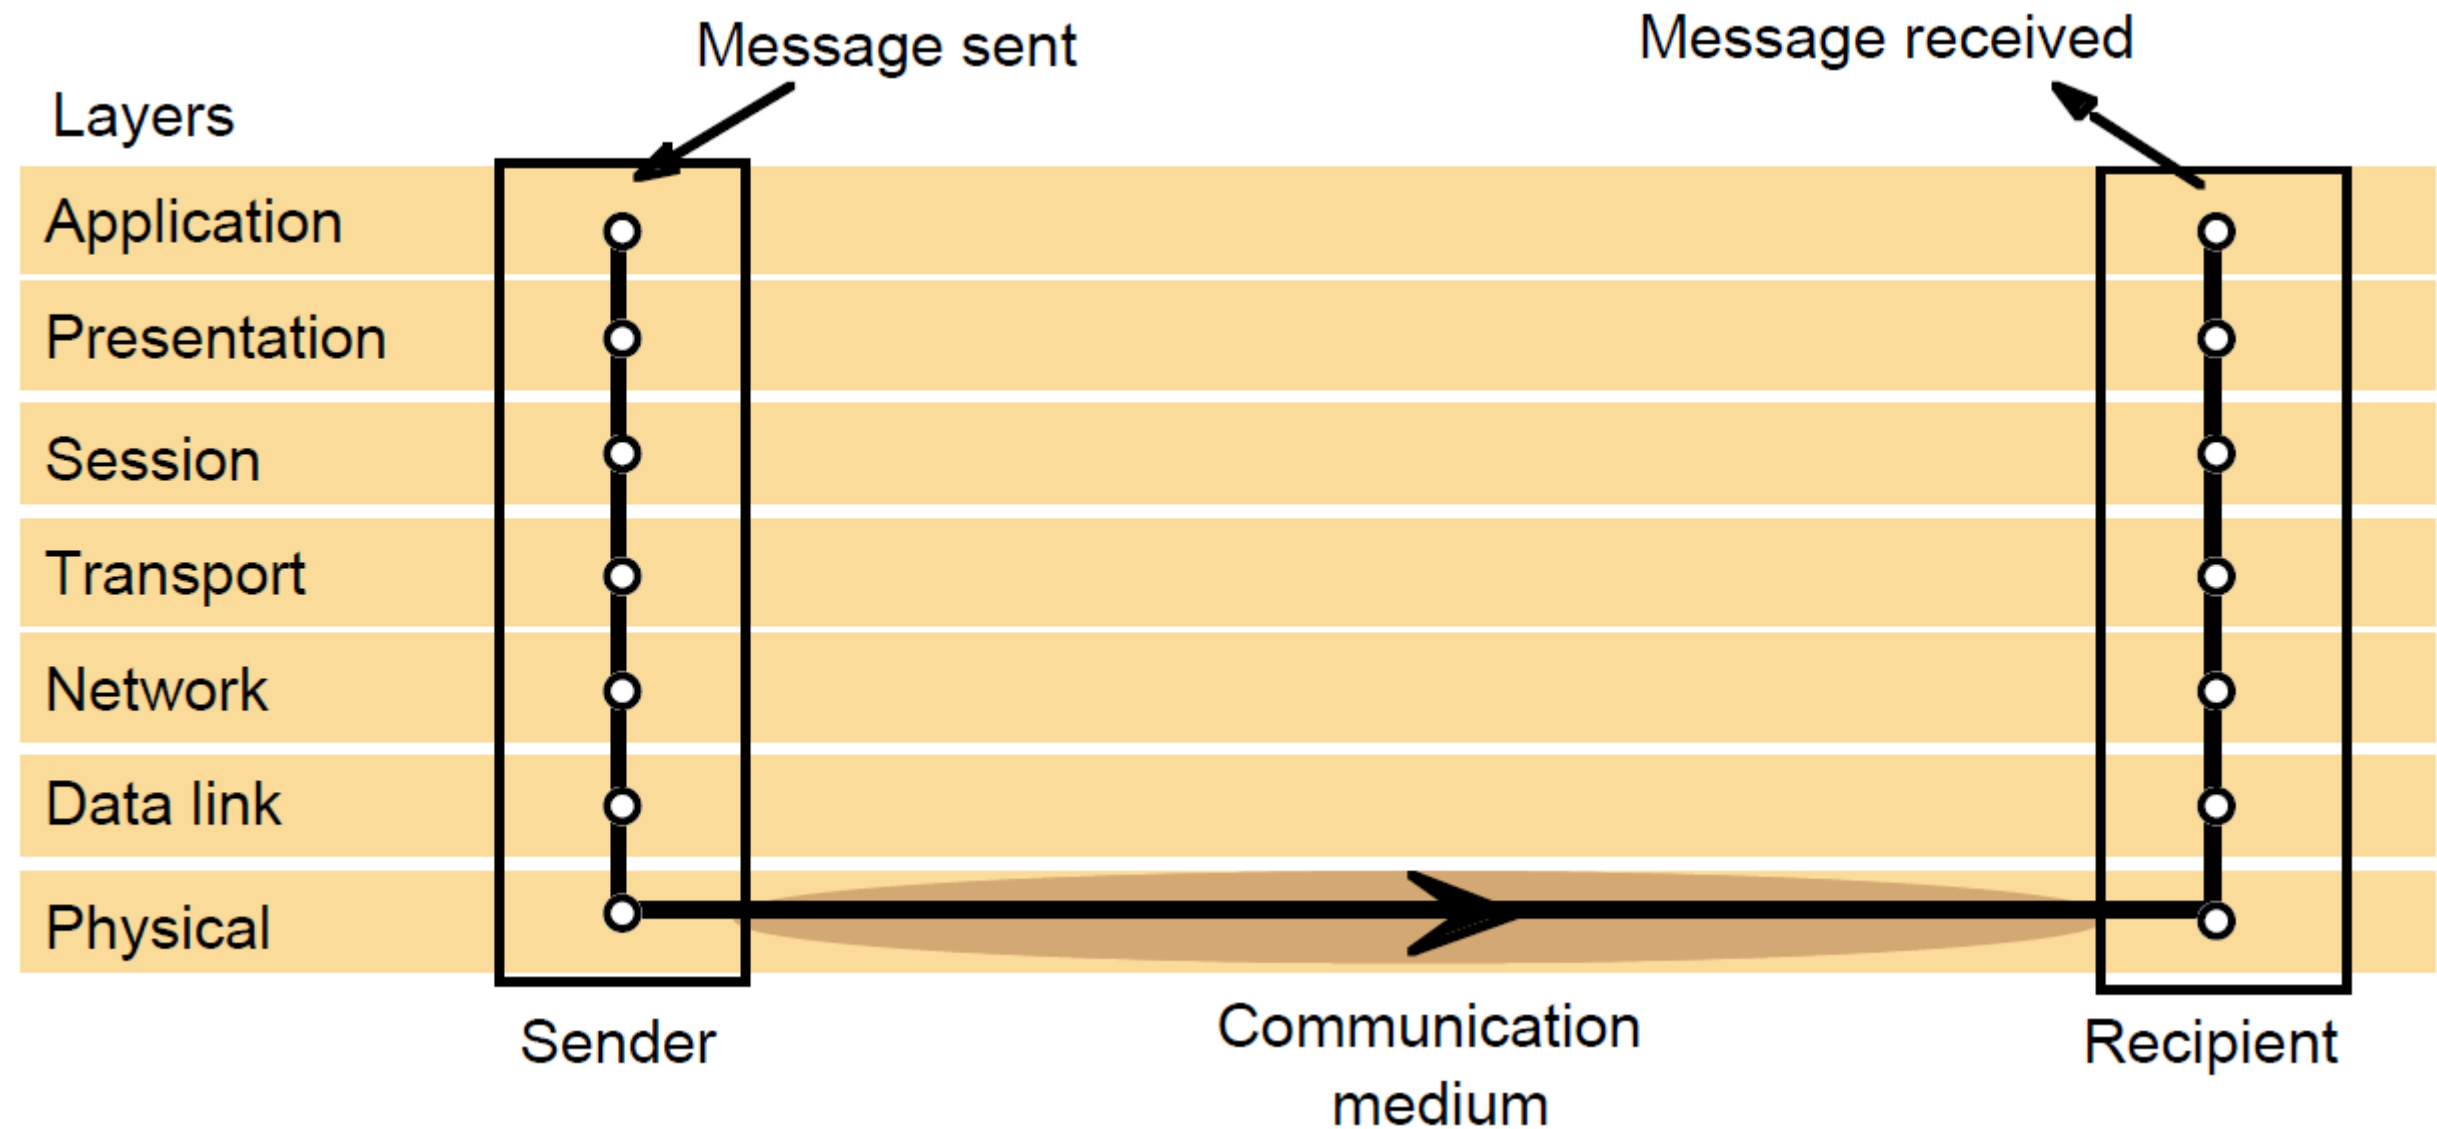 Message sent
Message received
Layers
Application
Presentation
Session
Transport
Network
Data link
Physical
Sender
Communication
medium
Recipient